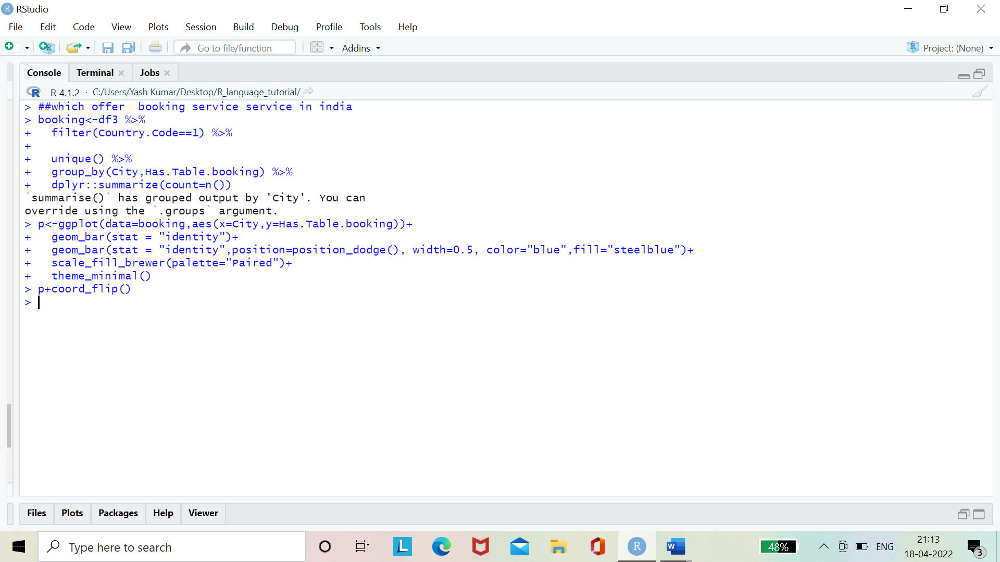 RStudio
File Edit Code View Plots Session Build Debug Profile Tools Help
Go to file/function Addins Project: (None)
Console Terminal Jobs
R 4.1.2 · C:/Users/Yash Kumar/Desktop/R_language_tutorial/
> ##which offer  booking service service in india
> booking<-df3 %>%
+   filter(Country.Code==1) %>%
+
+   unique() %>%
+   group_by(City,Has.Table.booking) %>%
+   dplyr::summarize(count=n())
`summarise()` has grouped output by 'City'. You can
override using the `.groups` argument.
> p<-ggplot(data=booking,aes(x=City,y=Has.Table.booking))+
+   geom_bar(stat = "identity")+
+   geom_bar(stat = "identity",position=position_dodge(), width=0.5, color="blue",fill="steelblue")+
+   scale_fill_brewer(palette="Paired")+
+   theme_minimal()
> p+coord_flip()
>
Files Plots Packages Help Viewer
Type here to search L R W 48% ENG 21:13
18-04-2022 3